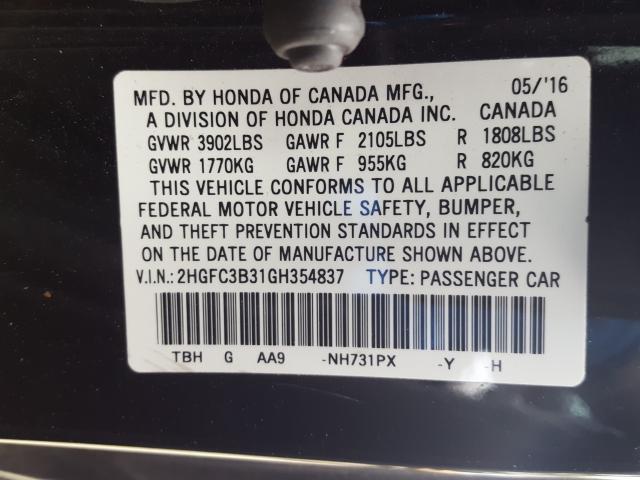 MFD. BY HONDA OF CANADA MFG., 05/'16
A DIVISION OF HONDA CANADA INC. CANADA
GVWR 3902LBS GAWR F 2105LBS R 1808LBS
GVWR 1770KG GAWR F 955KG R 820KG
THIS VEHICLE CONFORMS TO ALL APPLICABLE
FEDERAL MOTOR VEHICLE SAFETY, BUMPER,
AND THEFT PREVENTION STANDARDS IN EFFECT
ON THE DATE OF MANUFACTURE SHOWN ABOVE.
V.I.N.:2HGFC3B31GH354837 TYPE: PASSENGER CAR
TBH G AA9 -NH731PX -Y -H